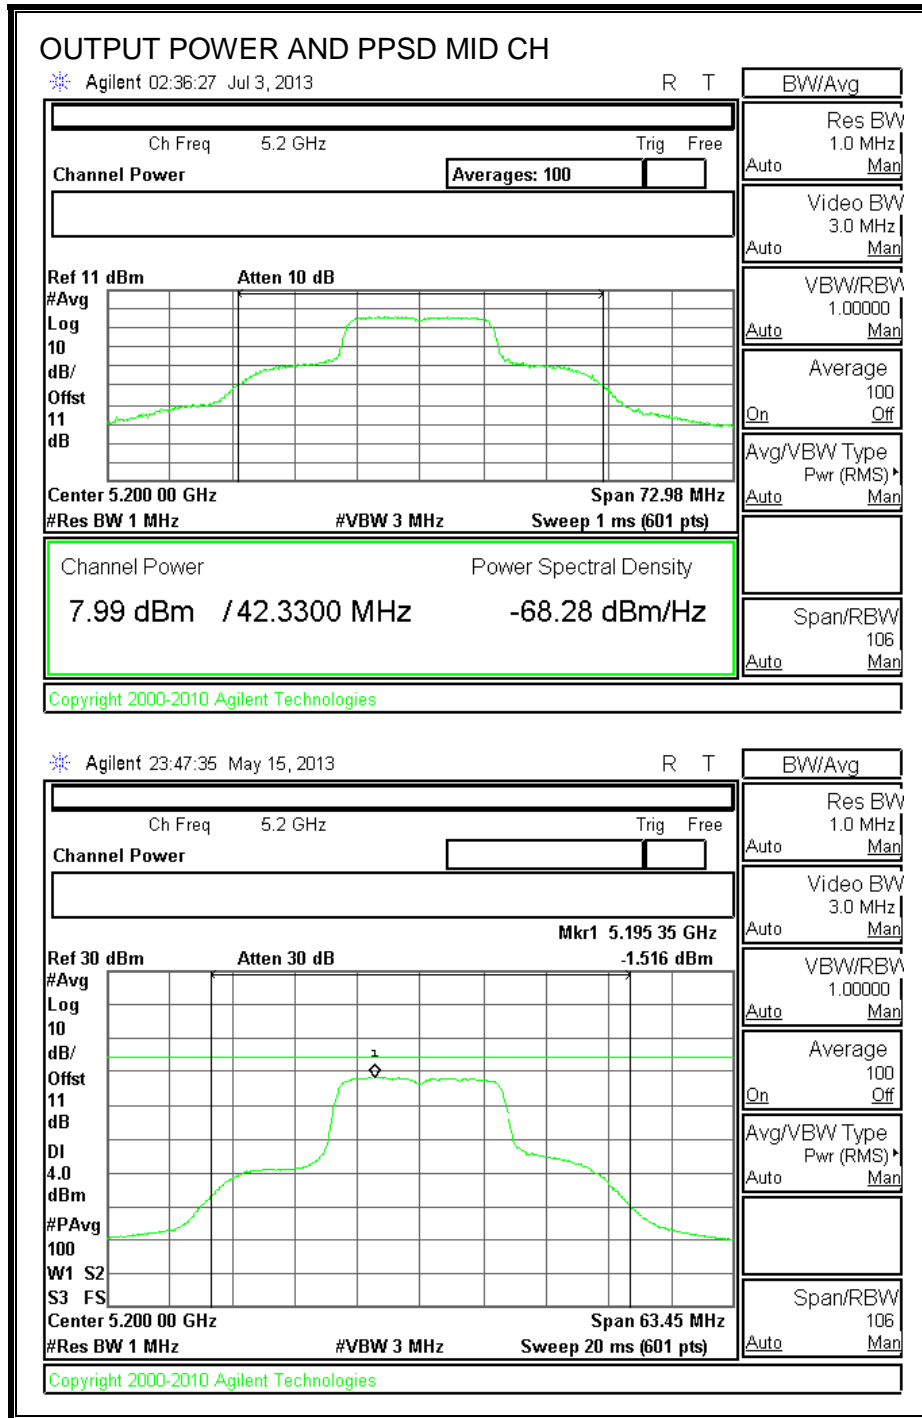 OUTPUT POWER AND PPSD MID CH
Agilent 02:36:27 Jul 3, 2013 R T
BW/Avg
Res BW
1.0 MHz
Auto Man
Ch Freq 5.2 GHz Trig Free
Channel Power Averages: 100
Video BW
3.0 MHz
Auto Man
Ref 11 dBm Atten 10 dB
#Avg
Log
10
dB/
Offst
11
dB
VBW/RBW
1.00000
Auto Man
Average
100
On Off
Avg/VBW Type
Pwr (RMS)
Auto Man
Center 5.200 00 GHz Span 72.98 MHz
#Res BW 1 MHz #VBW 3 MHz Sweep 1 ms (601 pts)
Channel Power Power Spectral Density
7.99 dBm / 42.3300 MHz -68.28 dBm/Hz
Span/RBW
106
Auto Man
Copyright 2000-2010 Agilent Technologies
Agilent 23:47:35 May 15, 2013 R T
BW/Avg
Res BW
1.0 MHz
Auto Man
Ch Freq 5.2 GHz Trig Free
Channel Power
Video BW
3.0 MHz
Auto Man
Mkr1 5.195 35 GHz
Ref 30 dBm Atten 30 dB -1.516 dBm
#Avg
Log
10
dB/
Offst
11
dB
DI
4.0
dBm
#PAvg
100
W1 S2
S3 FS
1
VBW/RBW
1.00000
Auto Man
Average
100
On Off
Avg/VBW Type
Pwr (RMS)
Auto Man
Span/RBW
106
Auto Man
Center 5.200 00 GHz Span 63.45 MHz
#Res BW 1 MHz #VBW 3 MHz Sweep 20 ms (601 pts)
Copyright 2000-2010 Agilent Technologies